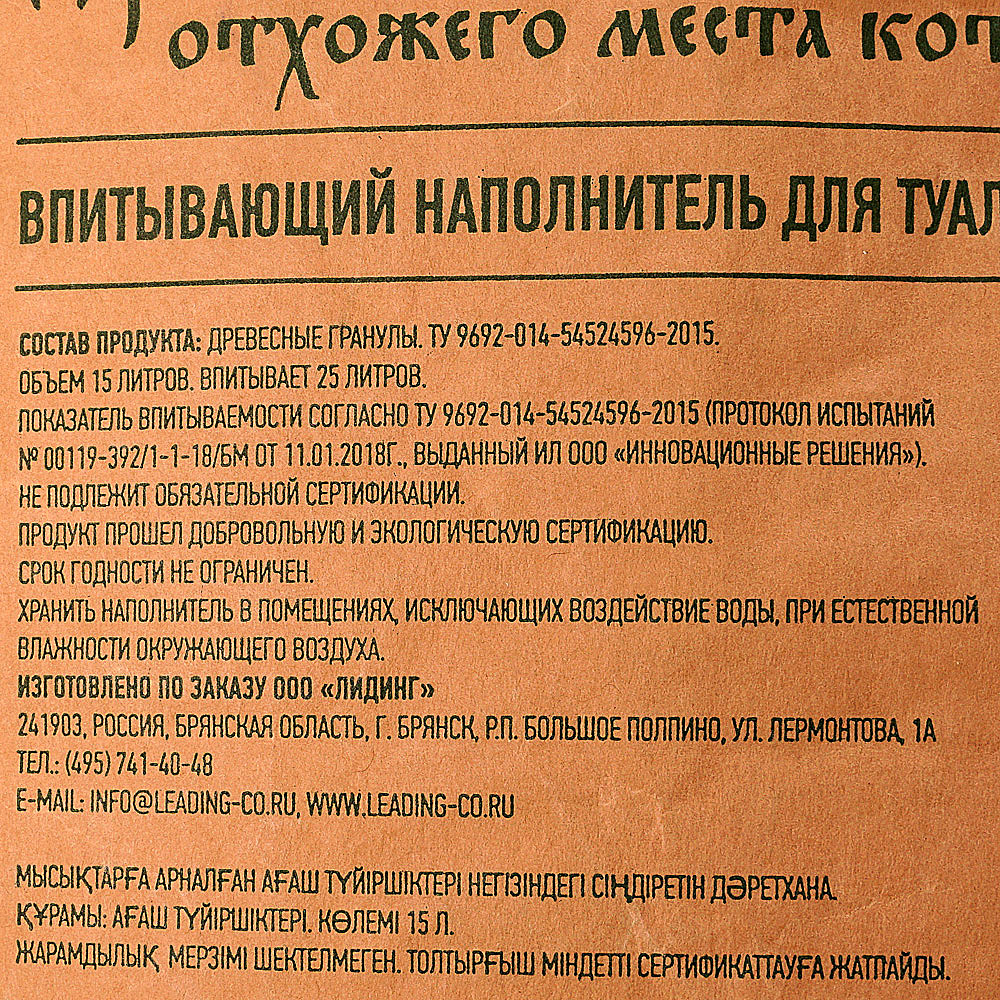 ОТХОЖЕГО МЕСТА КОТ
ВПИТЫВАЮЩИЙ НАПОЛНИТЕЛЬ ДЛЯ ТУАЛ
СОСТАВ ПРОДУКТА: ДРЕВЕСНЫЕ ГРАНУЛЫ. ТУ 9692-014-54524596-2015.
ОБЪЕМ 15 ЛИТРОВ. ВПИТЫВАЕТ 25 ЛИТРОВ.
ПОКАЗАТЕЛЬ ВПИТЫВАЕМОСТИ СОГЛАСНО ТУ 9692-014-54524596-2015 (ПРОТОКОЛ ИСПЫТАНИЙ
№ 00119-392/1-1-18/БМ ОТ 11.01.2018Г., ВЫДАННЫЙ ИЛ ООО «ИННОВАЦИОННЫЕ РЕШЕНИЯ»).
НЕ ПОДЛЕЖИТ ОБЯЗАТЕЛЬНОЙ СЕРТИФИКАЦИИ.
ПРОДУКТ ПРОШЕЛ ДОБРОВОЛЬНУЮ И ЭКОЛОГИЧЕСКУЮ СЕРТИФИКАЦИЮ.
СРОК ГОДНОСТИ НЕ ОГРАНИЧЕН.
ХРАНИТЬ НАПОЛНИТЕЛЬ В ПОМЕЩЕНИЯХ, ИСКЛЮЧАЮЩИХ ВОЗДЕЙСТВИЕ ВОДЫ, ПРИ ЕСТЕСТВЕННОЙ
ВЛАЖНОСТИ ОКРУЖАЮЩЕГО ВОЗДУХА.
ИЗГОТОВЛЕНО ПО ЗАКАЗУ ООО «ЛИДИНГ»
241903, РОССИЯ, БРЯНСКАЯ ОБЛАСТЬ, Г. БРЯНСК, Р.П. БОЛЬШОЕ ПОЛПИНО, УЛ. ЛЕРМОНТОВА, 1А
ТЕЛ.: (495) 741-40-48
E-MAIL: INFO@LEADING-CO.RU, WWW.LEADING-CO.RU
МЫСЫҚТАРҒА АРНАЛҒАН АҒАШ ТҮЙІРШІКТЕРІ НЕГІЗІНДЕГІ СІҢДІРЕТІН ДӘРЕТХАНА.
ҚҰРАМЫ: АҒАШ ТҮЙІРШІКТЕРІ. КӨЛЕМІ 15 Л.
ЖАРАМДЫЛЫҚ МЕРЗІМІ ШЕКТЕЛМЕГЕН. ТОЛТЫРҒЫШ МІНДЕТТІ СЕРТИФИКАТТАУҒА ЖАТПАЙДЫ.